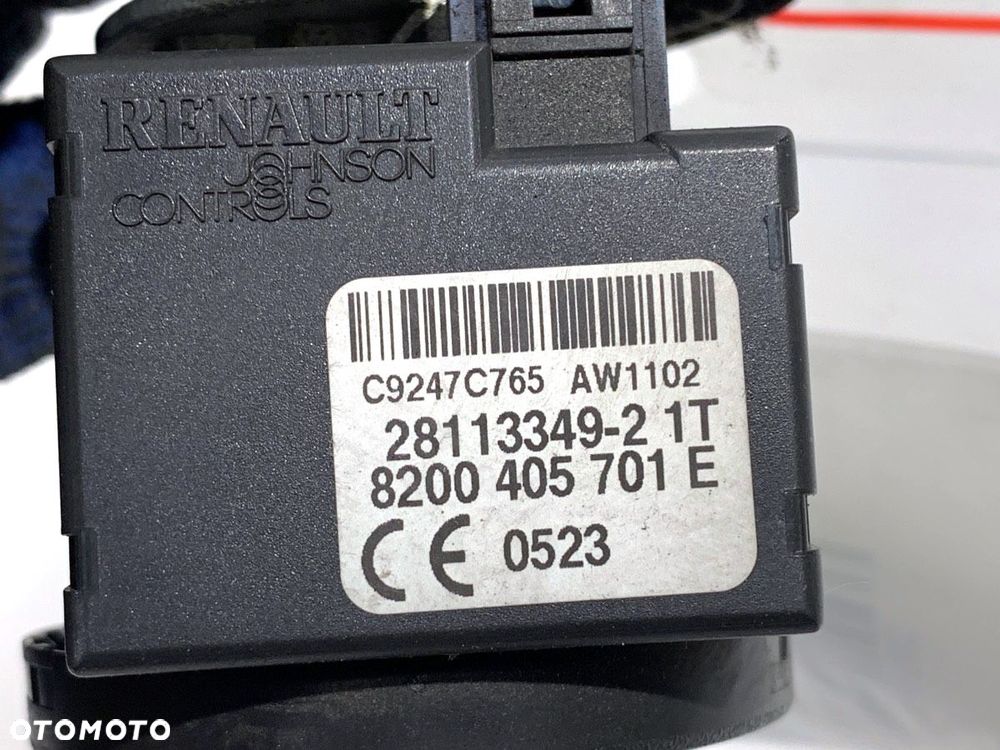 RENAULT
JOHNSON
CONTROLS
C9247C765 AW1102
28113349-2 1T
8200 405 701 E
CE 0523
OTOMOTO